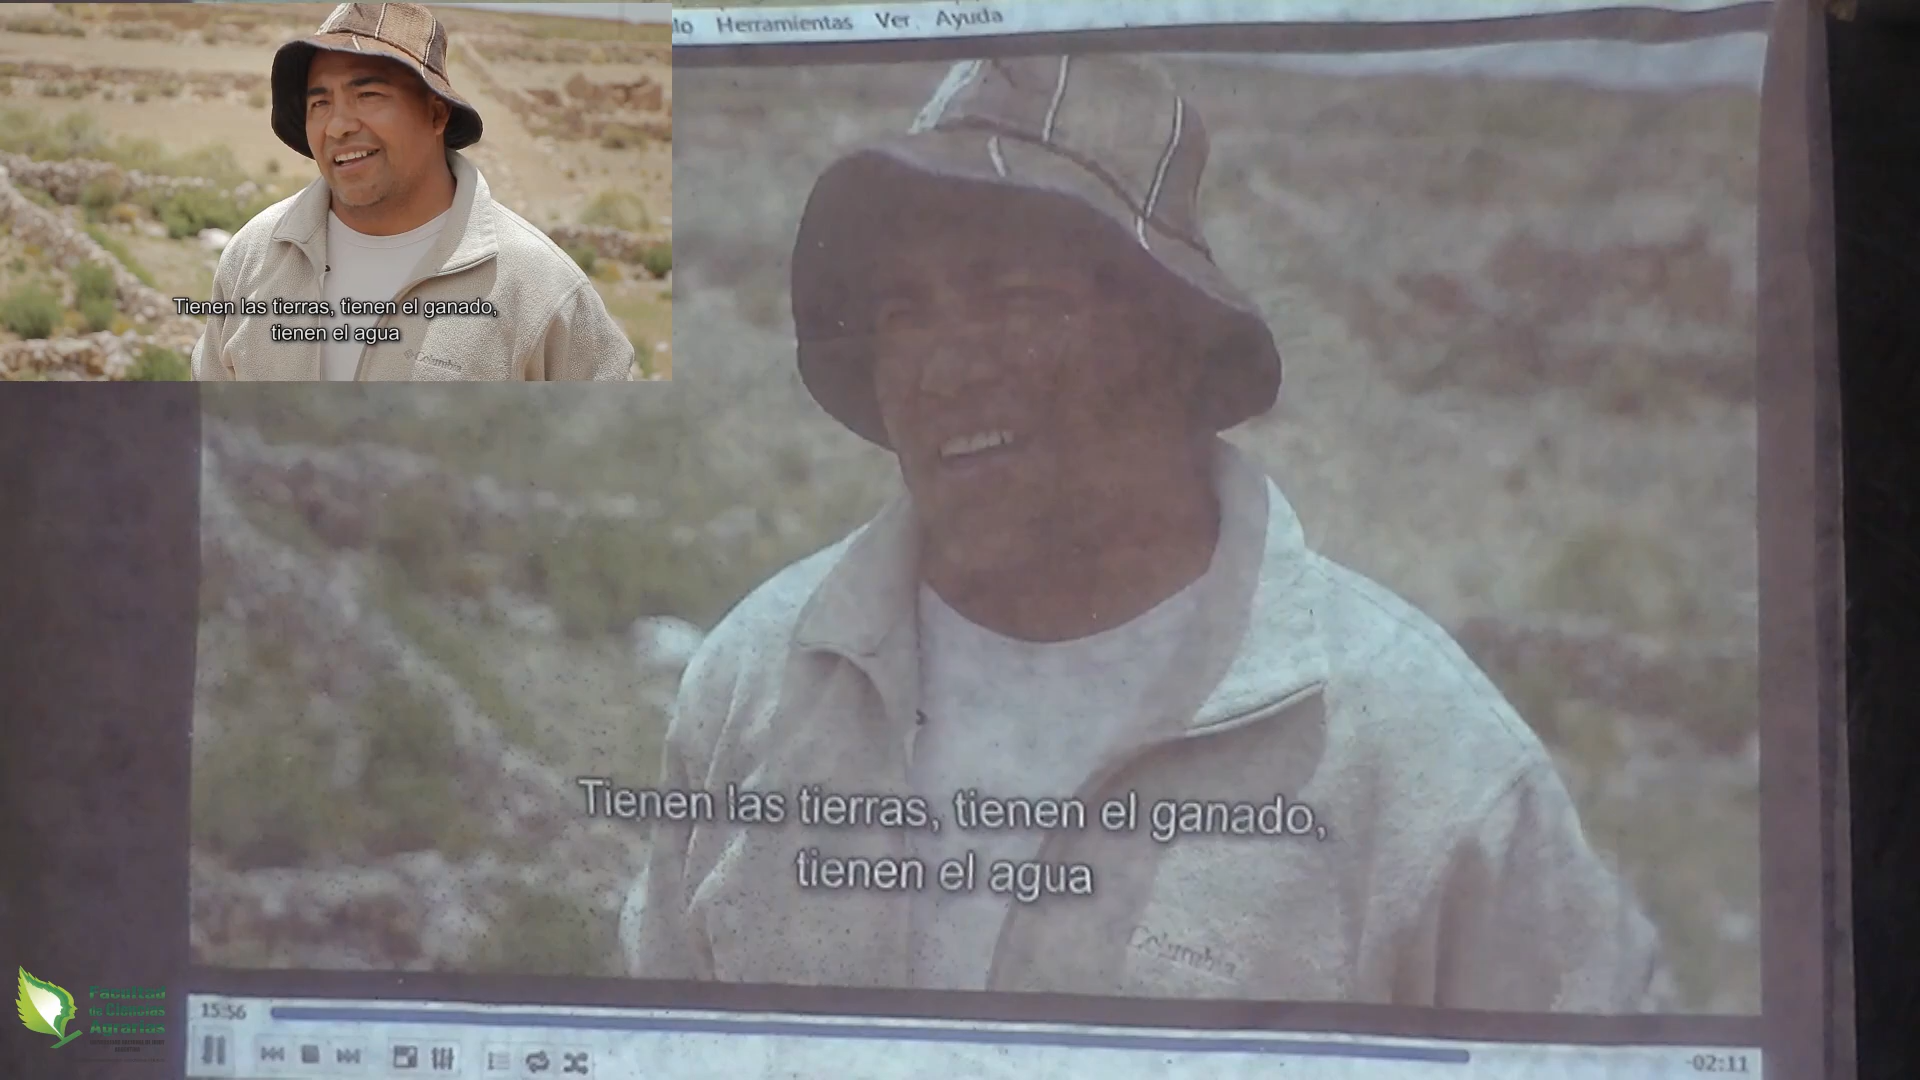 Herramientas Ver Ayuda
Tienen las tierras, tienen el ganado,
tienen el agua
Columbia
Tienen las tierras, tienen el ganado,
tienen el agua
Columbia
Facultad
de Ciencias
Agrarias
15:56
-02:11